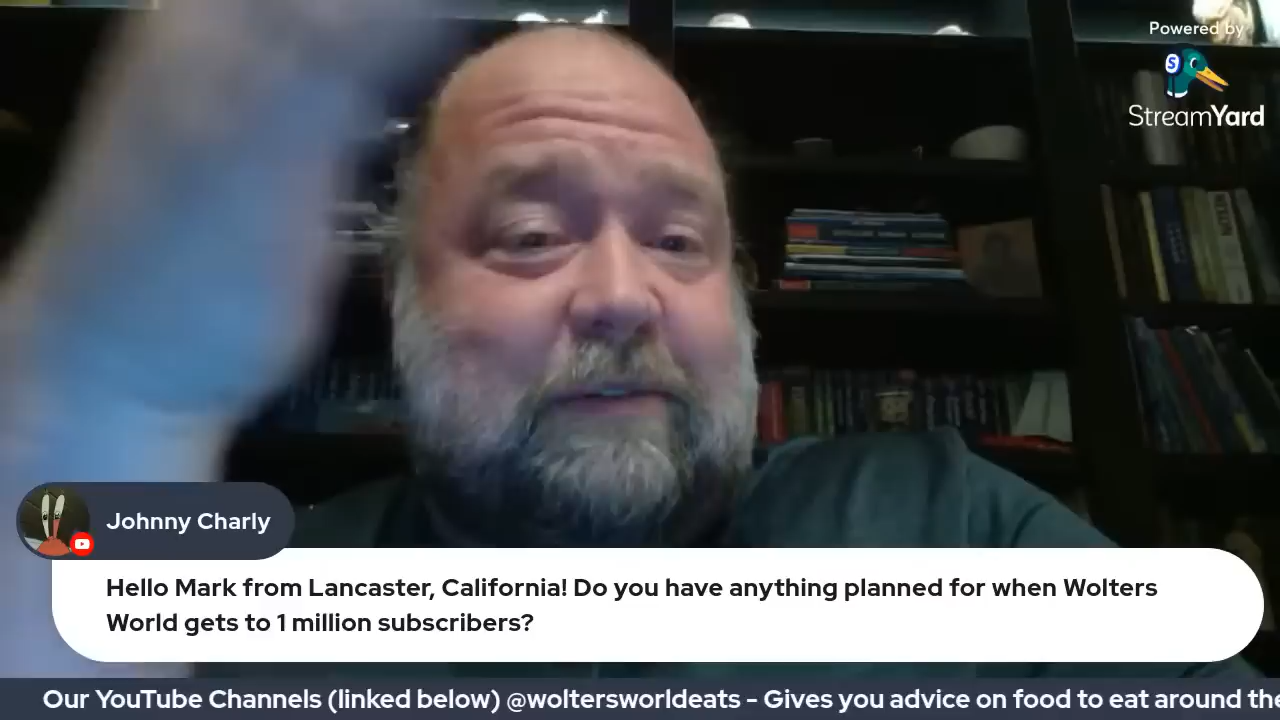 Powered by
StreamYard
Johnny Charly
Hello Mark from Lancaster, California! Do you have anything planned for when Wolters
World gets to 1 million subscribers?
Our YouTube Channels (linked below) @woltersworldeats - Gives you advice on food to eat around the